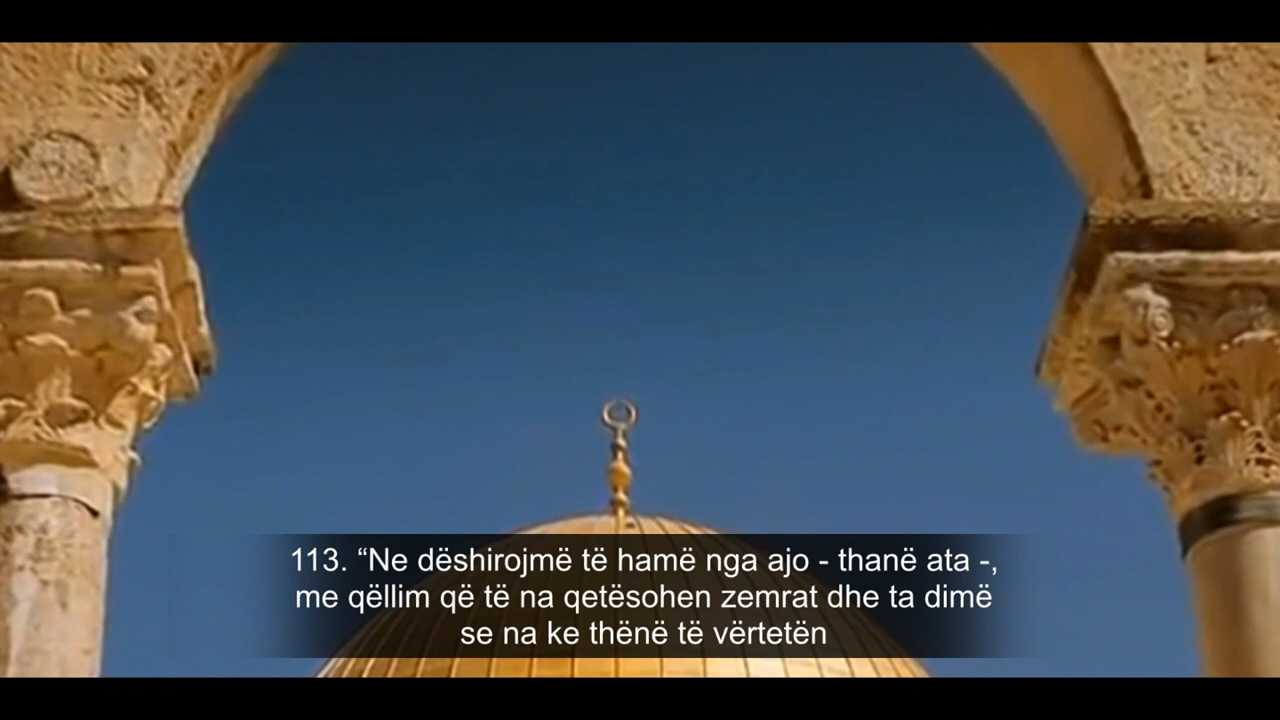 113. “Ne dëshirojmë të hamë nga ajo - thanë ata -,
me qëllim që të na qetësohen zemrat dhe ta dimë
se na ke thënë të vërtetën